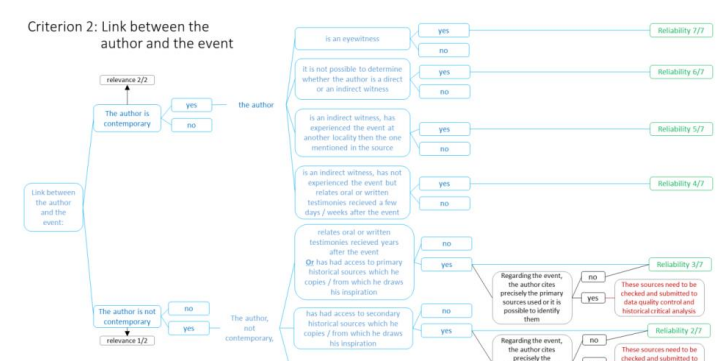 Criterion 2: Link between the
author and the event
relevance 2/2
The author is
contemporary
yes
no
the author
is an eyewitness
yes
no
Reliability 7/7
it is not possible to determine
whether the author is a direct
or an indirect witness
yes
no
Reliability 6/7
is an indirect witness, has
experienced the event at
another locality then the one
mentioned in the source
yes
no
Reliability 5/7
is an indirect witness, has not
experienced the event but
relates oral or written
testimonies recieved a few
days / weeks after the event
yes
no
Reliability 4/7
Link between
the author
and the
event:
The author is not
contemporary
relevance 1/2
no
yes
The author,
not
contemporary,
relates oral or written
testimonies recieved years
after the event
Or has had access to primary
historical sources which he
copies / from which he draws
his inspiration
no
yes
Regarding the event,
the author cites
precisely the primary
sources used or it is
possible to identify
them
no
yes
Reliability 3/7
These sources need to be
checked and submitted to
data quality control and
historical critical analysis
has had access to secondary
historical sources which he
copies / from which he draws
his inspiration
no
yes
Regarding the event,
the author cites
precisely the
no
Reliability 2/7
These sources need to be
checked and submitted to